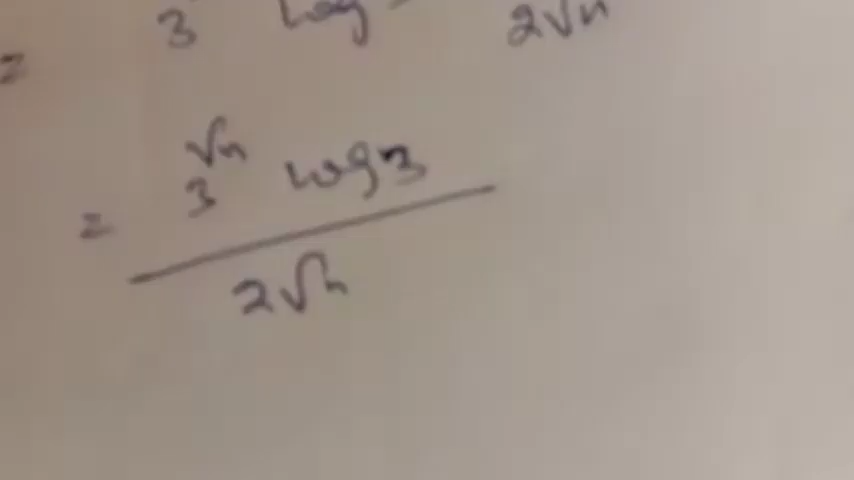 = 3 log 2√n
= 3^√n log 3
2√n